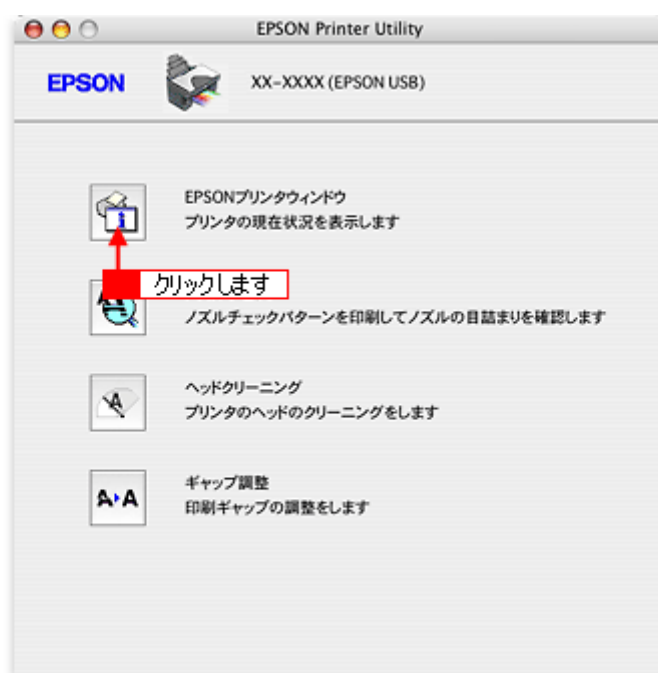 EPSON Printer Utility
EPSON
XX-XXXX (EPSON USB)
EPSONプリンタウィンドウ
プリンタの現在状況を表示します
クリックします
ノズルチェックパターンを印刷してノズルの目詰まりを確認します
ヘッドクリーニング
プリンタのヘッドのクリーニングをします
A▸A
ギャップ調整
印刷ギャップの調整をします